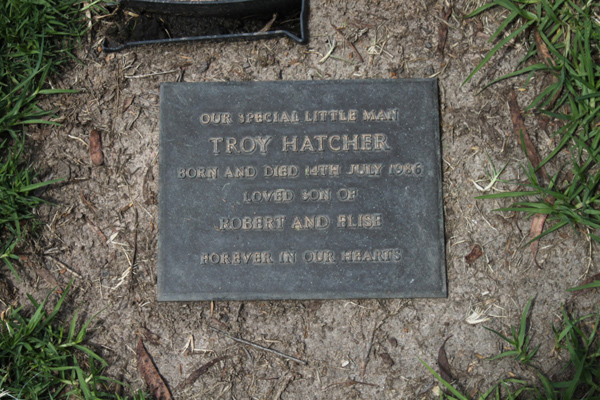 OUR SPECIAL LITTLE MAN
TROY HATCHER
BORN AND DIED 14TH JULY 1986
LOVED SON OF
ROBERT AND ELISE
FOREVER IN OUR HEARTS